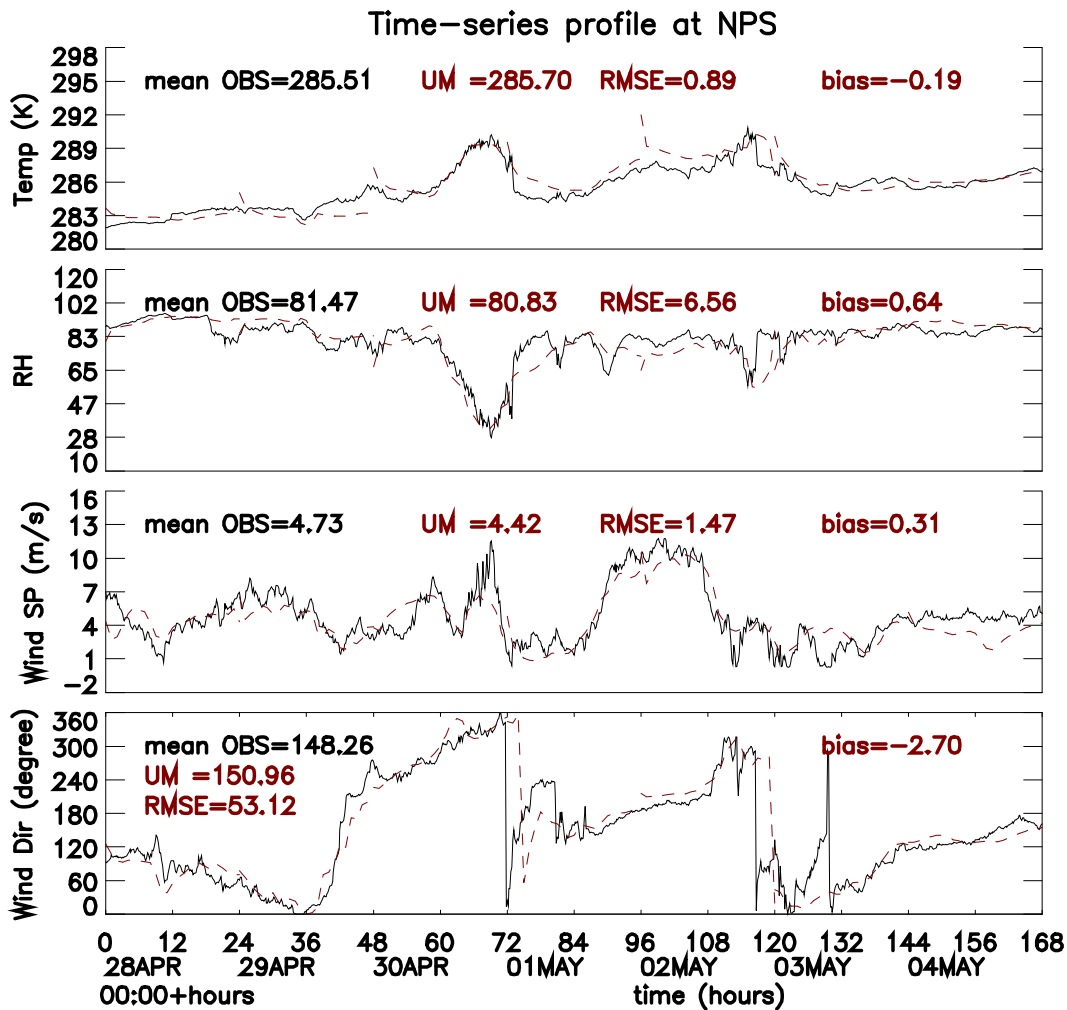 Time-series profile at NPS
298
295
292
289
286
283
280
Temp (K)
mean OBS=285.51 UM =285.70 RMSE=0.89 bias=-0.19
120
102
83
65
47
28
10
RH
mean OBS=81.47 UM =80.83 RMSE=6.56 bias=0.64
16
13
10
7
4
1
-2
Wind SP (m/s)
mean OBS=4.73 UM =4.42 RMSE=1.47 bias=0.31
360
300
240
180
120
60
0
Wind Dir (degree)
mean OBS=148.26 bias=-2.70
UM =150.96
RMSE=53.12
0 12 24 36 48 60 72 84 96 108 120 132 144 156 168
28APR 29APR 30APR 01MAY 02MAY 03MAY 04MAY
00:00+hours time (hours)